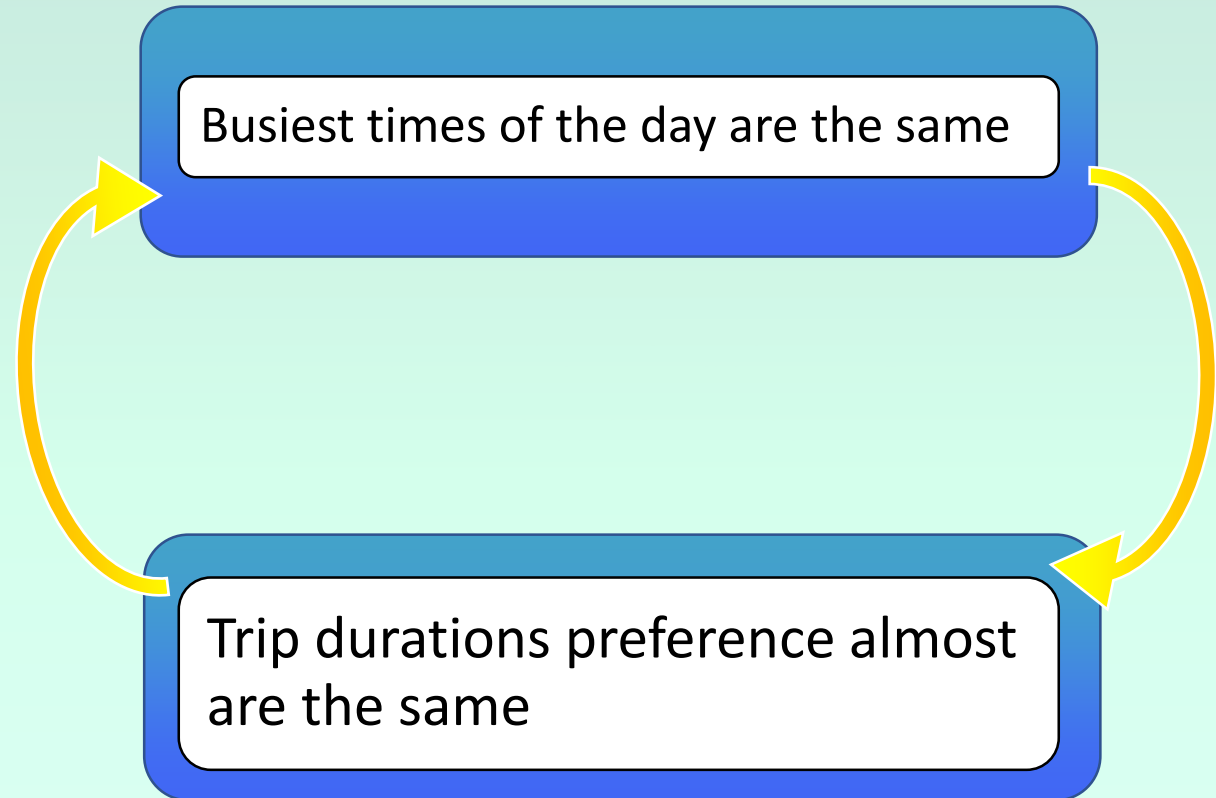 Busiest times of the day are the same
Trip durations preference almost
are the same